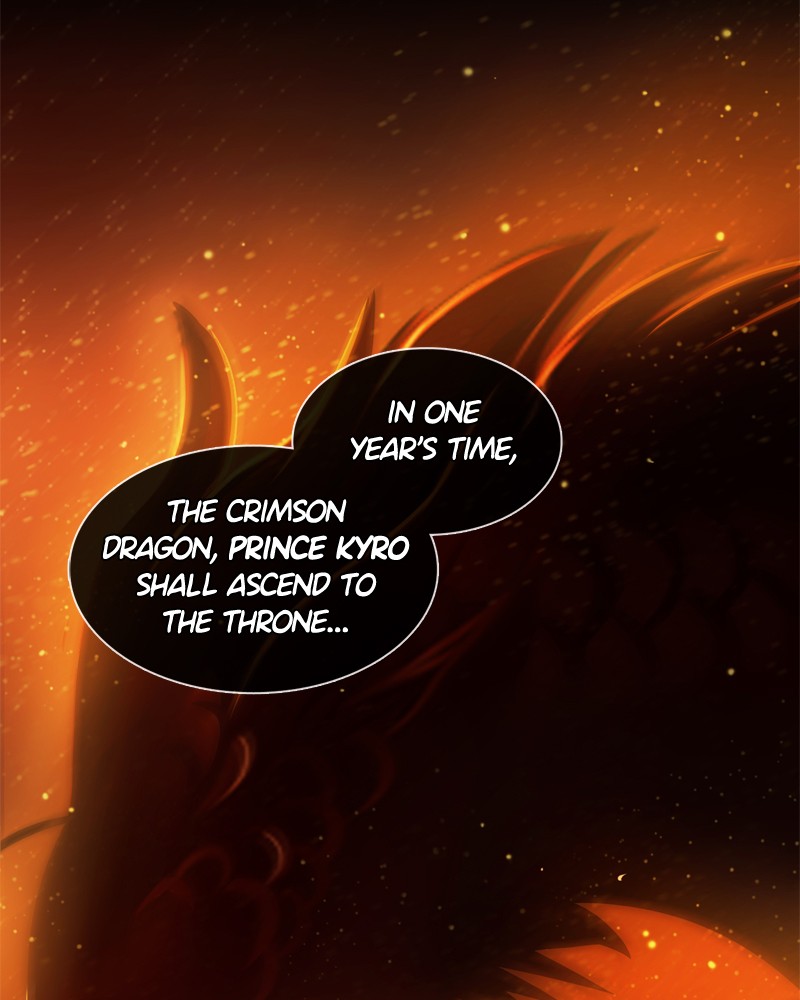 IN ONE
YEAR'S TIME,
THE CRIMSON
DRAGON, PRINCE KYRO
SHALL ASCEND TO
THE THRONE...